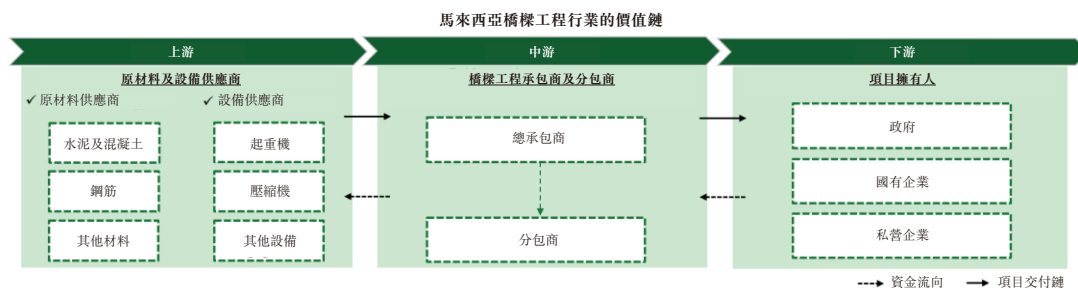 馬來西亞橋樑工程行業的價值鏈
上游
中游
下游
原材料及設備供應商
✓ 原材料供應商
✓ 設備供應商
水泥及混凝土
起重機
鋼筋
壓縮機
其他材料
其他設備
橋樑工程承包商及分包商
總承包商
分包商
項目擁有人
政府
國有企業
私營企業
資金流向
項目交付鏈